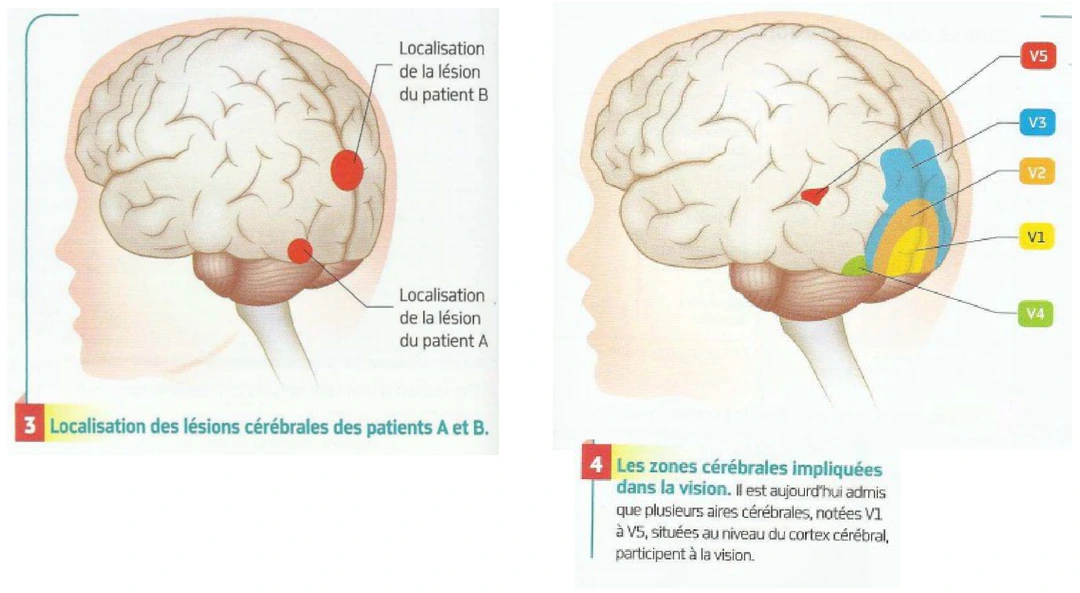 Localisation
de la lésion
du patient B
Localisation
de la lésion
du patient A
3 Localisation des lésions cérébrales des patients A et B.
V5
V3
V2
V1
V4
4 Les zones cérébrales impliquées
dans la vision. Il est aujourd'hui admis
que plusieurs aires cérébrales, notées V1
à V5, situées au niveau du cortex cérébral,
participent à la vision.